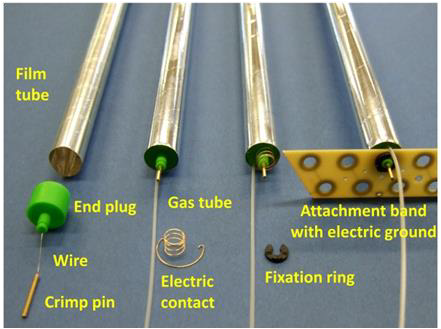 Film
tube
End plug
Gas tube
Wire
Crimp pin
Electric
contact
Fixation ring
Attachment band
with electric ground